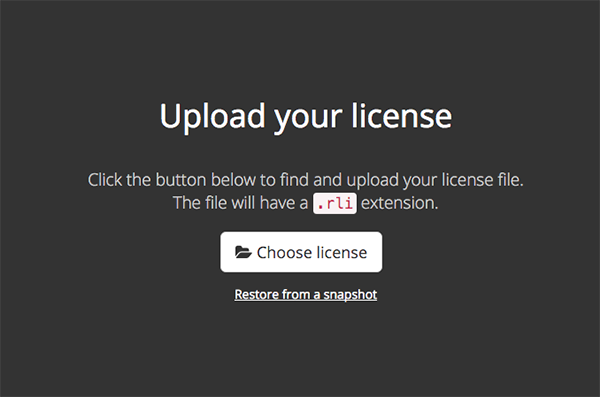 Upload your license
Click the button below to find and upload your license file.
The file will have a .rli extension.
Choose license
Restore from a snapshot